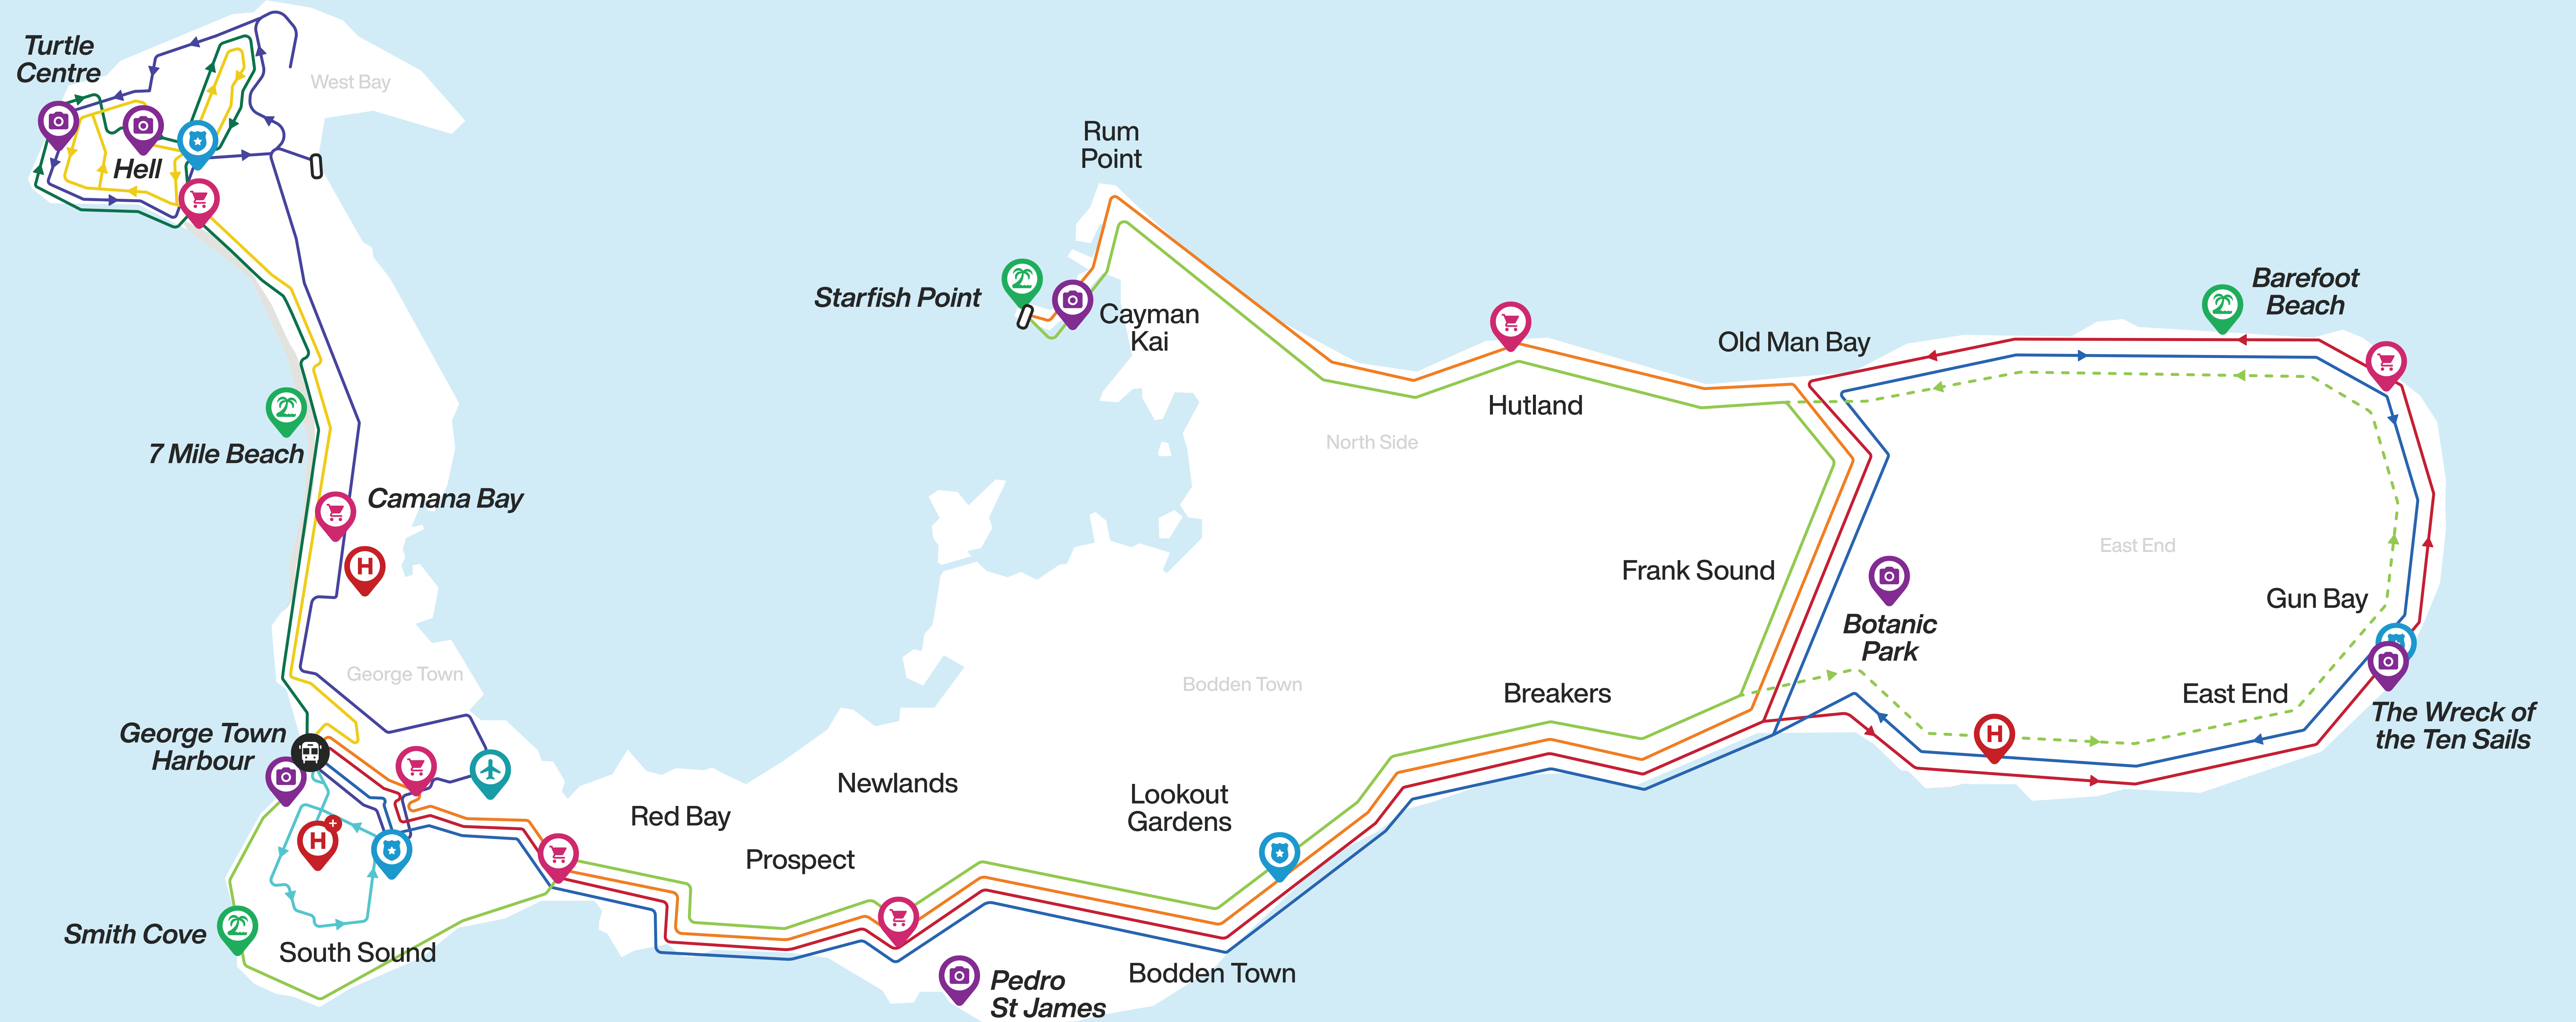 Turtle
Centre
West Bay
Hell
Rum
Point
Starfish Point
Cayman
Kai
Barefoot
Beach
Old Man Bay
Hutland
North Side
7 Mile Beach
Camana Bay
H
Frank Sound
East End
Gun Bay
Botanic
Park
George Town
Bodden Town
Breakers
East End
The Wreck of
the Ten Sails
H
George Town
Harbour
Newlands
Red Bay
Lookout
Gardens
Prospect
H
Smith Cove
South Sound
Bodden Town
Pedro
St James